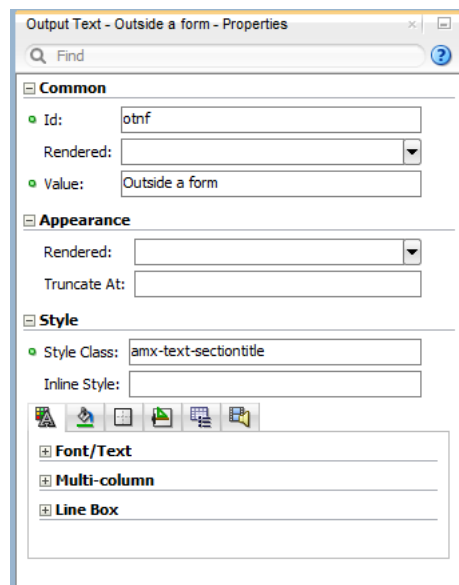 Output Text - Outside a form - Properties
Find
Common
Id: otnf
Rendered:
Value: Outside a form
Appearance
Rendered:
Truncate At:
Style
Style Class: amx-text-sectiontitle
Inline Style:
Font/Text
Multi-column
Line Box